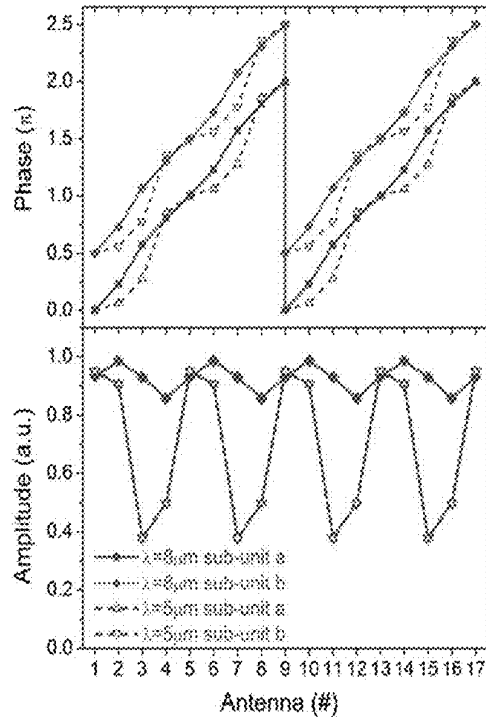 2.5
2.0
1.5
1.0
0.5
0.0
Phase (π)
1.0
0.8
0.6
0.4
0.2
0.0
Amplitude (a.u.)
λ=8μm sub-unit a
λ=8μm sub-unit b
λ=5μm sub-unit a
λ=5μm sub-unit b
1 2 3 4 5 6 7 8 9 10 11 12 13 14 15 16 17
Antenna (#)